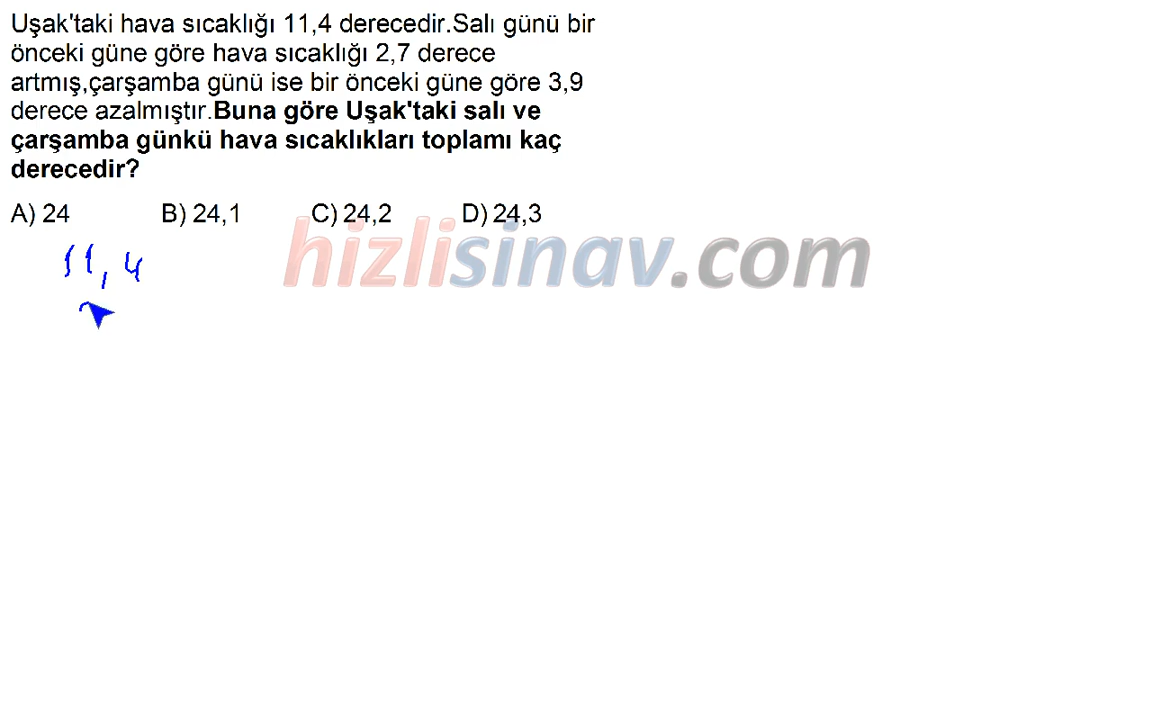 Uşak'taki hava sıcaklığı 11,4 derecedir.Salı günü bir
önceki güne göre hava sıcaklığı 2,7 derece
artmış,çarşamba günü ise bir önceki güne göre 3,9
derece azalmıştır.Buna göre Uşak'taki salı ve
çarşamba günkü hava sıcaklıkları toplamı kaç
derecedir?
A) 24 B) 24,1 C) 24,2 D) 24,3
hizlisinav.com
11,4